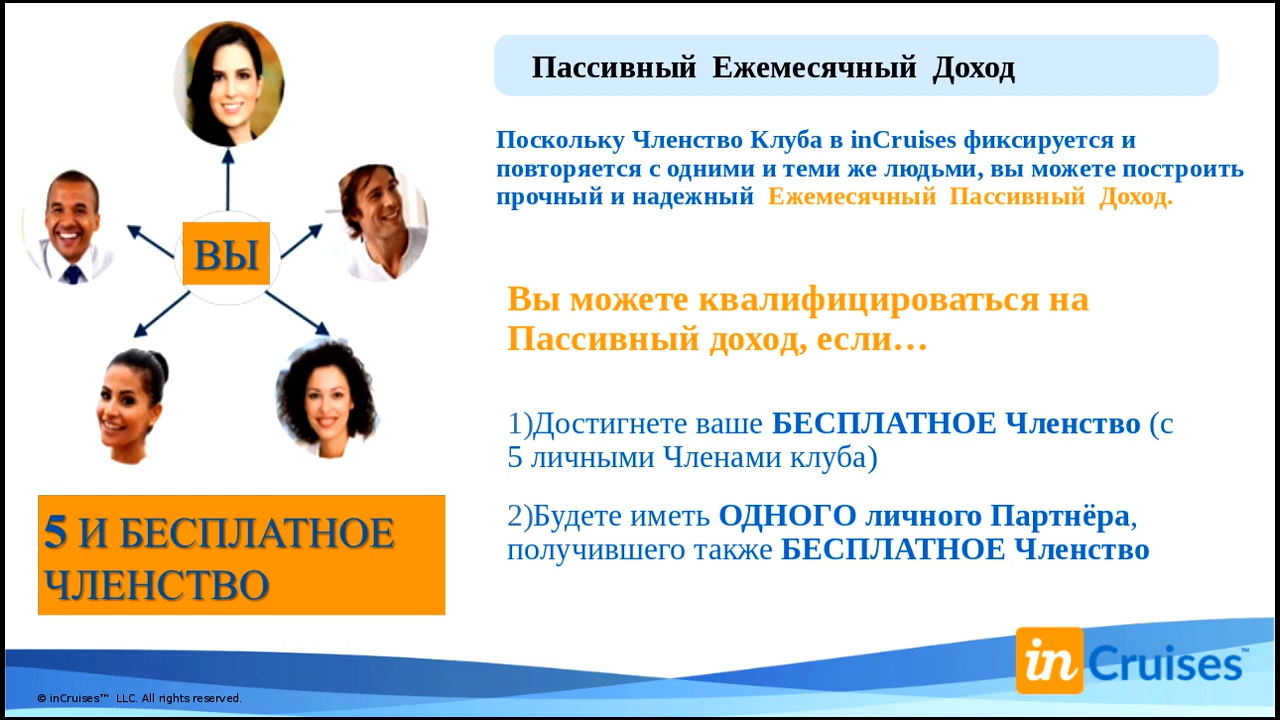 Пассивный Ежемесячный Доход
Поскольку Членство Клуба в inCruises фиксируется и
повторяется с одними и теми же людьми, вы можете построить
прочный и надежный Ежемесячный Пассивный Доход.
ВЫ
Вы можете квалифицироваться на
Пассивный доход, если…
1)Достигнете ваше БЕСПЛАТНОЕ Членство (с
5 личными Членами клуба)
2)Будете иметь ОДНОГО личного Партнёра,
получившего также БЕСПЛАТНОЕ Членство
5 И БЕСПЛАТНОЕ
ЧЛЕНСТВО
in Cruises™
© inCruises™ LLC. All rights reserved.